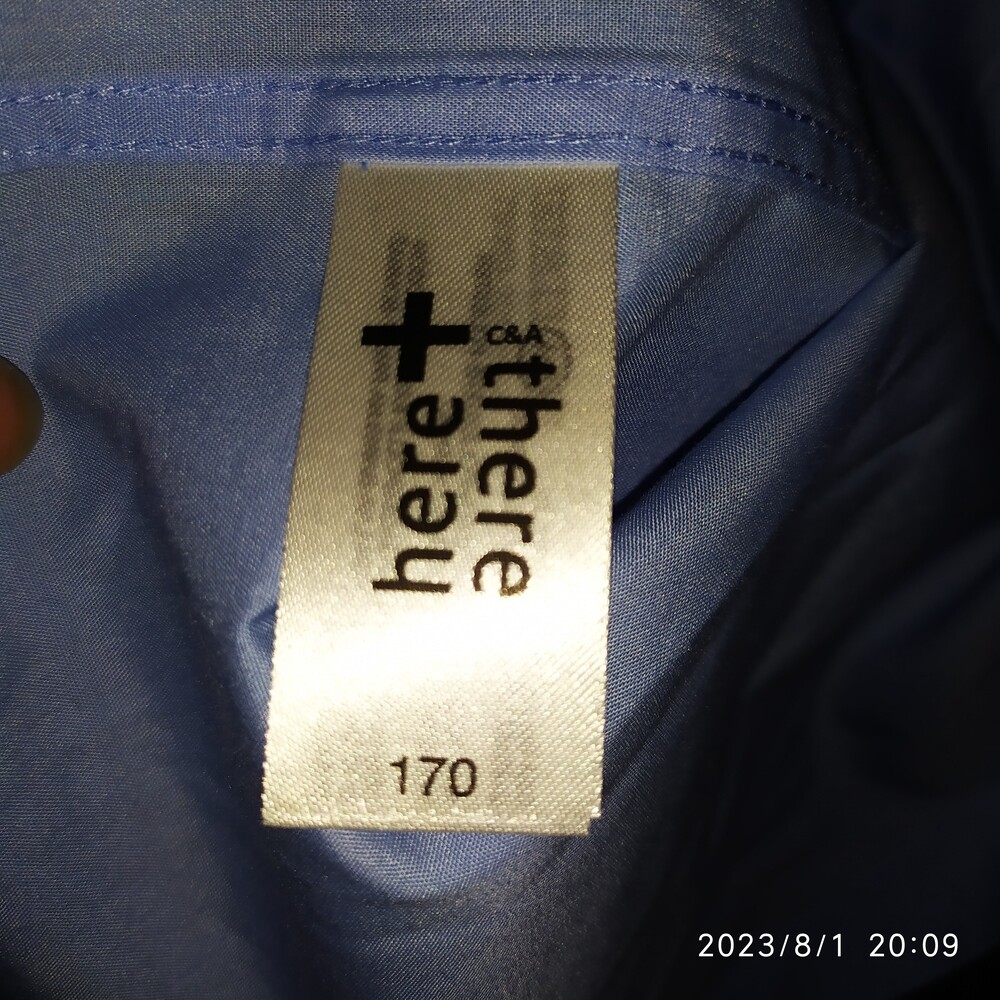 here+
C&A
there
170
2023/8/1 20:09